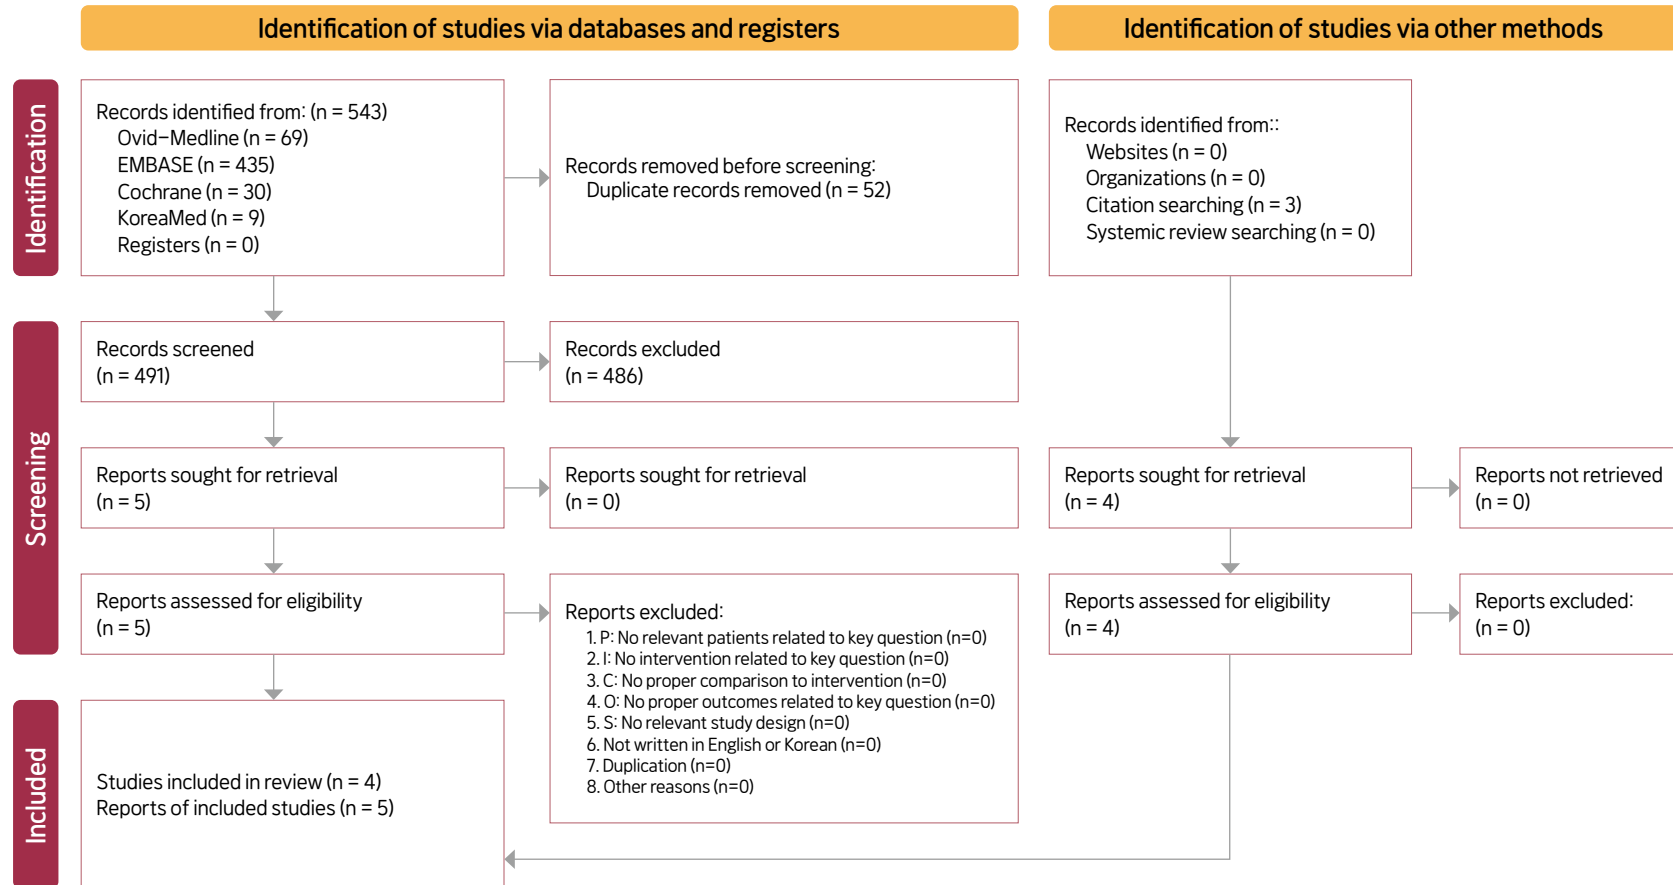 Identification of studies via databases and registers
Identification of studies via other methods
Identification
Records identified from: (n = 543)
Ovid-Medline (n = 69)
EMBASE (n = 435)
Cochrane (n = 30)
KoreaMed (n = 9)
Registers (n = 0)
Records removed before screening:
Duplicate records removed (n = 52)
Records identified from::
Websites (n = 0)
Organizations (n = 0)
Citation searching (n = 3)
Systemic review searching (n = 0)
Screening
Records screened
(n = 491)
Records excluded
(n = 486)
Reports sought for retrieval
(n = 5)
Reports sought for retrieval
(n = 0)
Reports sought for retrieval
(n = 4)
Reports not retrieved
(n = 0)
Reports assessed for eligibility
(n = 5)
Reports excluded:
1. P: No relevant patients related to key question (n=0)
2. I: No intervention related to key question (n=0)
3. C: No proper comparison to intervention (n=0)
4. O: No proper outcomes related to key question (n=0)
5. S: No relevant study design (n=0)
6. Not written in English or Korean (n=0)
7. Duplication (n=0)
8. Other reasons (n=0)
Reports assessed for eligibility
(n = 4)
Reports excluded:
(n = 0)
Included
Studies included in review (n = 4)
Reports of included studies (n = 5)